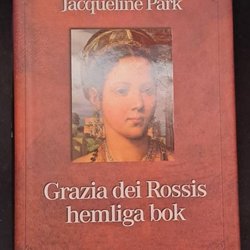 Jacqueline Park
Grazia dei Rossis
hemliga bok